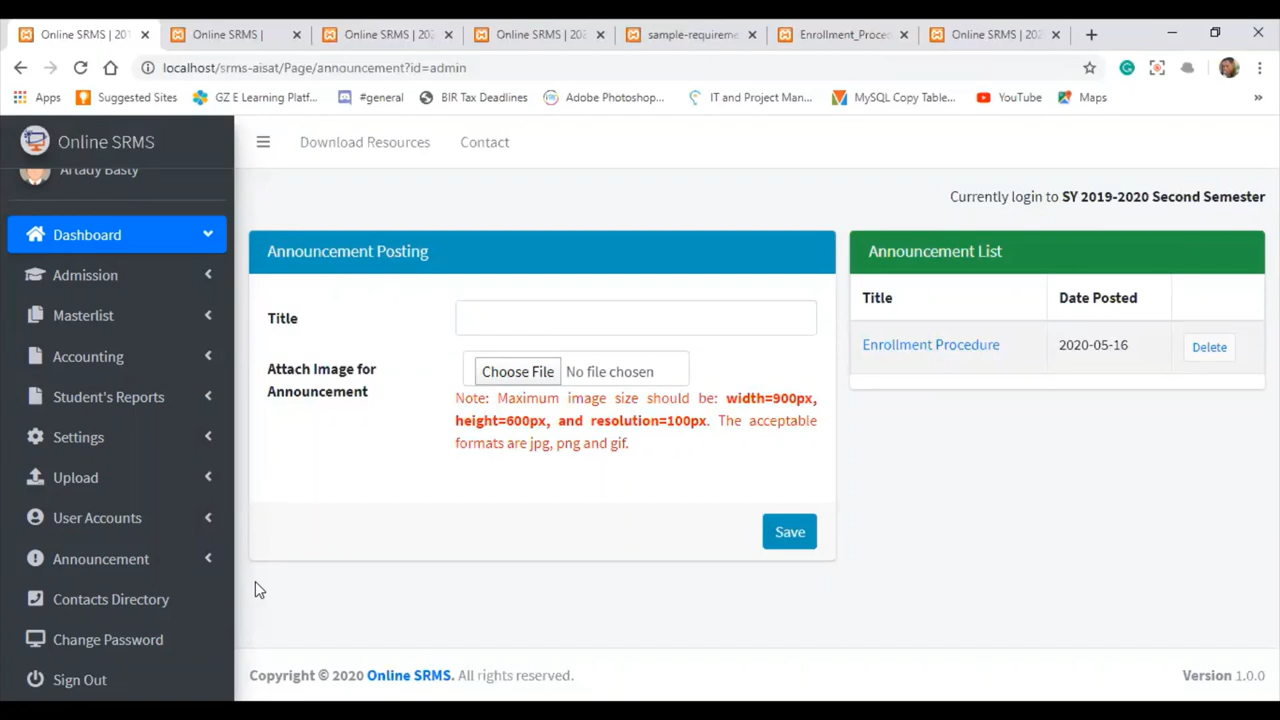 Online SRMS | 201
Online SRMS |
Online SRMS | 202
Online SRMS | 202
sample-requireme
Enrollment_Proced
Online SRMS | 202
localhost/srms-aisat/Page/announcement?id=admin
Apps
Suggested Sites
GZ E Learning Platf...
#general
BIR Tax Deadlines
Adobe Photoshop...
IT and Project Man...
MySQL Copy Table...
YouTube
Maps
»
Online SRMS
Download Resources
Contact
Artady Basty
Currently login to SY 2019-2020 Second Semester
Dashboard
Admission
Masterlist
Accounting
Student's Reports
Settings
Upload
User Accounts
Announcement
Contacts Directory
Change Password
Sign Out
Announcement Posting
Title
Attach Image for
Announcement
Choose File No file chosen
Note: Maximum image size should be: width=900px,
height=600px, and resolution=100px. The acceptable
formats are jpg, png and gif.
Save
Announcement List
Title Date Posted
Enrollment Procedure 2020-05-16 Delete
Copyright © 2020 Online SRMS. All rights reserved.
Version 1.0.0